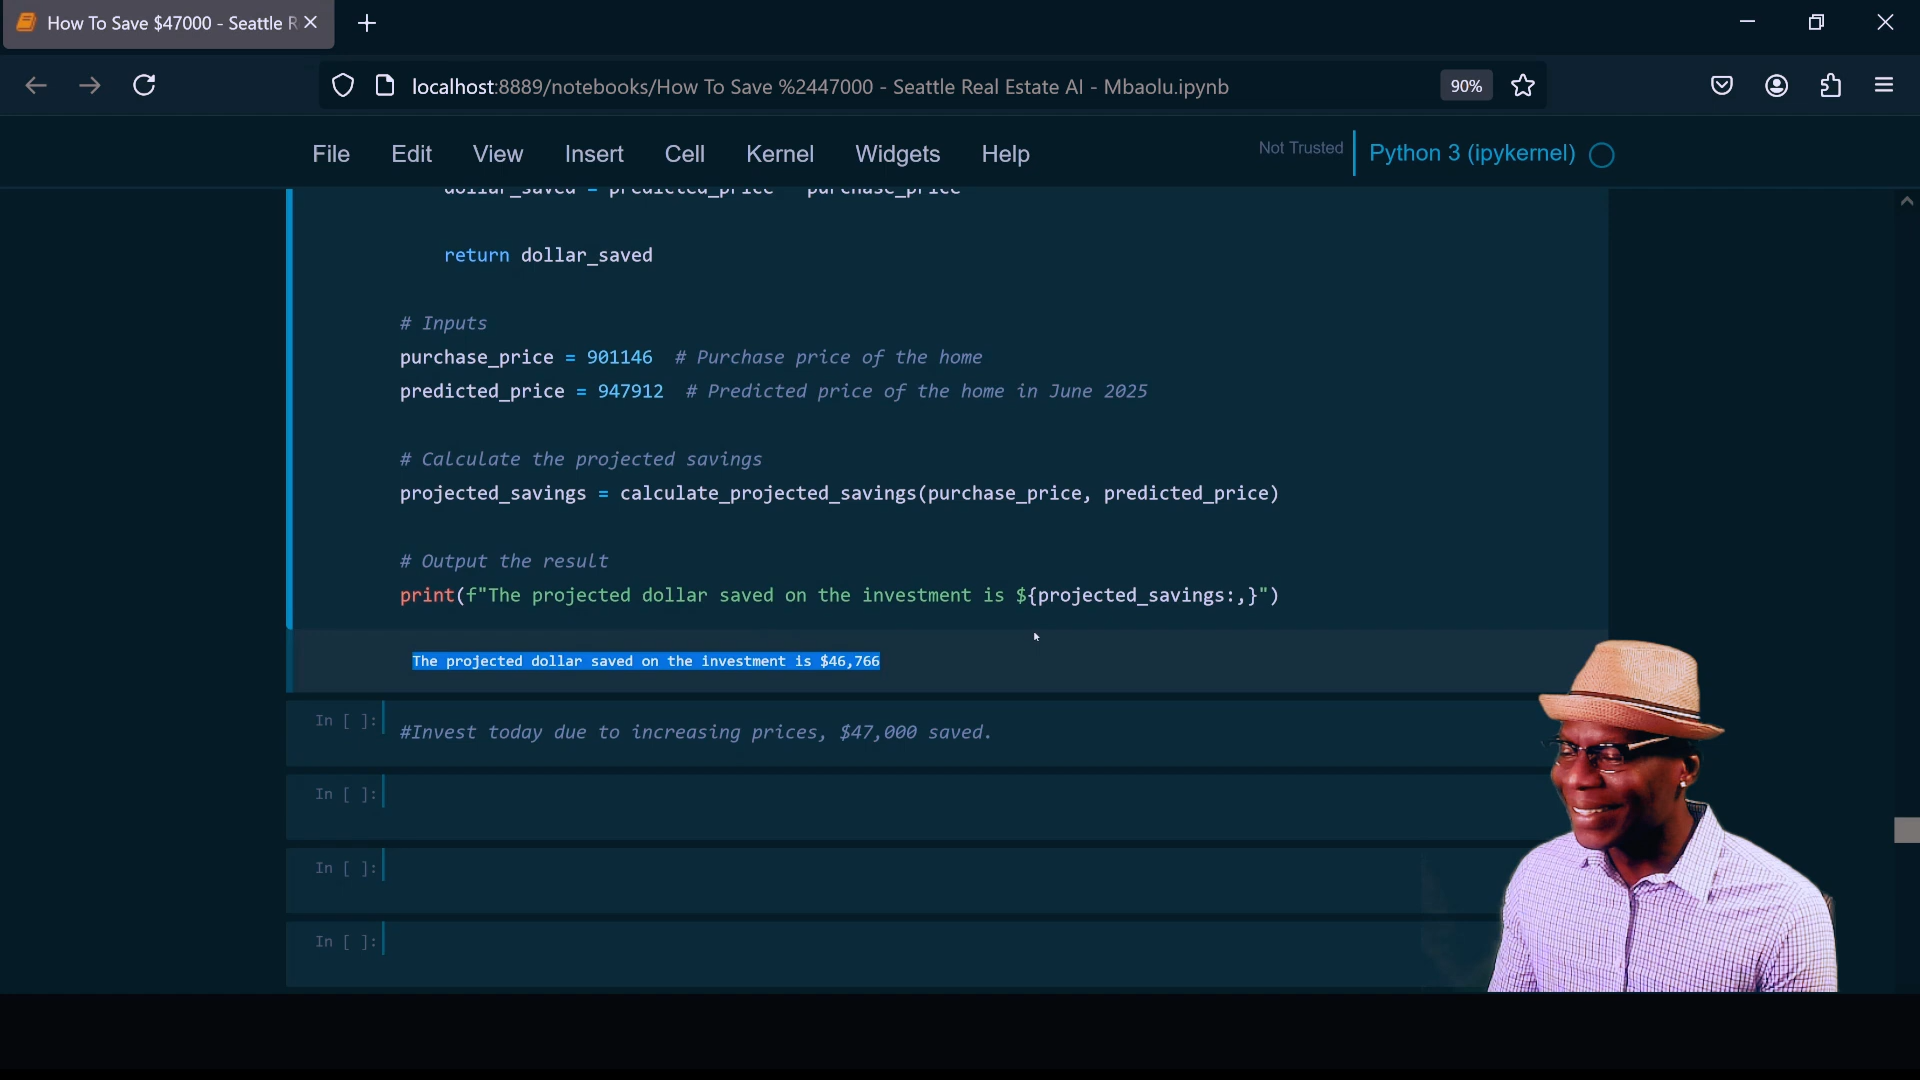 How To Save $47000 - Seattle R
localhost:8889/notebooks/How To Save %2447000 - Seattle Real Estate AI - Mbaolu.ipynb
90%
File Edit View Insert Cell Kernel Widgets Help
Not Trusted
Python 3 (ipykernel)
dollar_saved = predicted_price - purchase_price
return dollar_saved
# Inputs
purchase_price = 901146  # Purchase price of the home
predicted_price = 947912  # Predicted price of the home in June 2025
# Calculate the projected savings
projected_savings = calculate_projected_savings(purchase_price, predicted_price)
# Output the result
print(f"The projected dollar saved on the investment is ${projected_savings:,}")
The projected dollar saved on the investment is $46,766
In [ ]:
#Invest today due to increasing prices, $47,000 saved.
In [ ]:
In [ ]:
In [ ]: